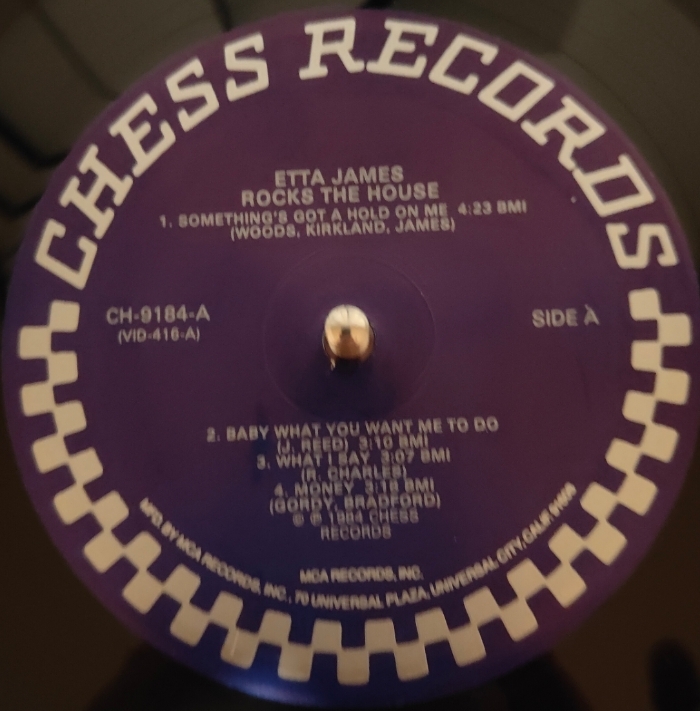 CHESS RECORDS
ETTA JAMES
ROCKS THE HOUSE
1. SOMETHING'S GOT A HOLD ON ME 4:23 BMI
(WOODS, KIRKLAND, JAMES)
CH-9184-A
(VID-416-A)
SIDE A
2. BABY WHAT YOU WANT ME TO DO
(J. REED) 3:10 BMI
3. WHAT I SAY 3:07 BMI
(R. CHARLES)
4. MONEY 3:18 BMI
(GORDY, BRADFORD)
© ℗ 1984 CHESS
RECORDS
MCA RECORDS, INC.
MFD. BY MCA RECORDS, INC., 70 UNIVERSAL PLAZA, UNIVERSAL CITY, CALIF.